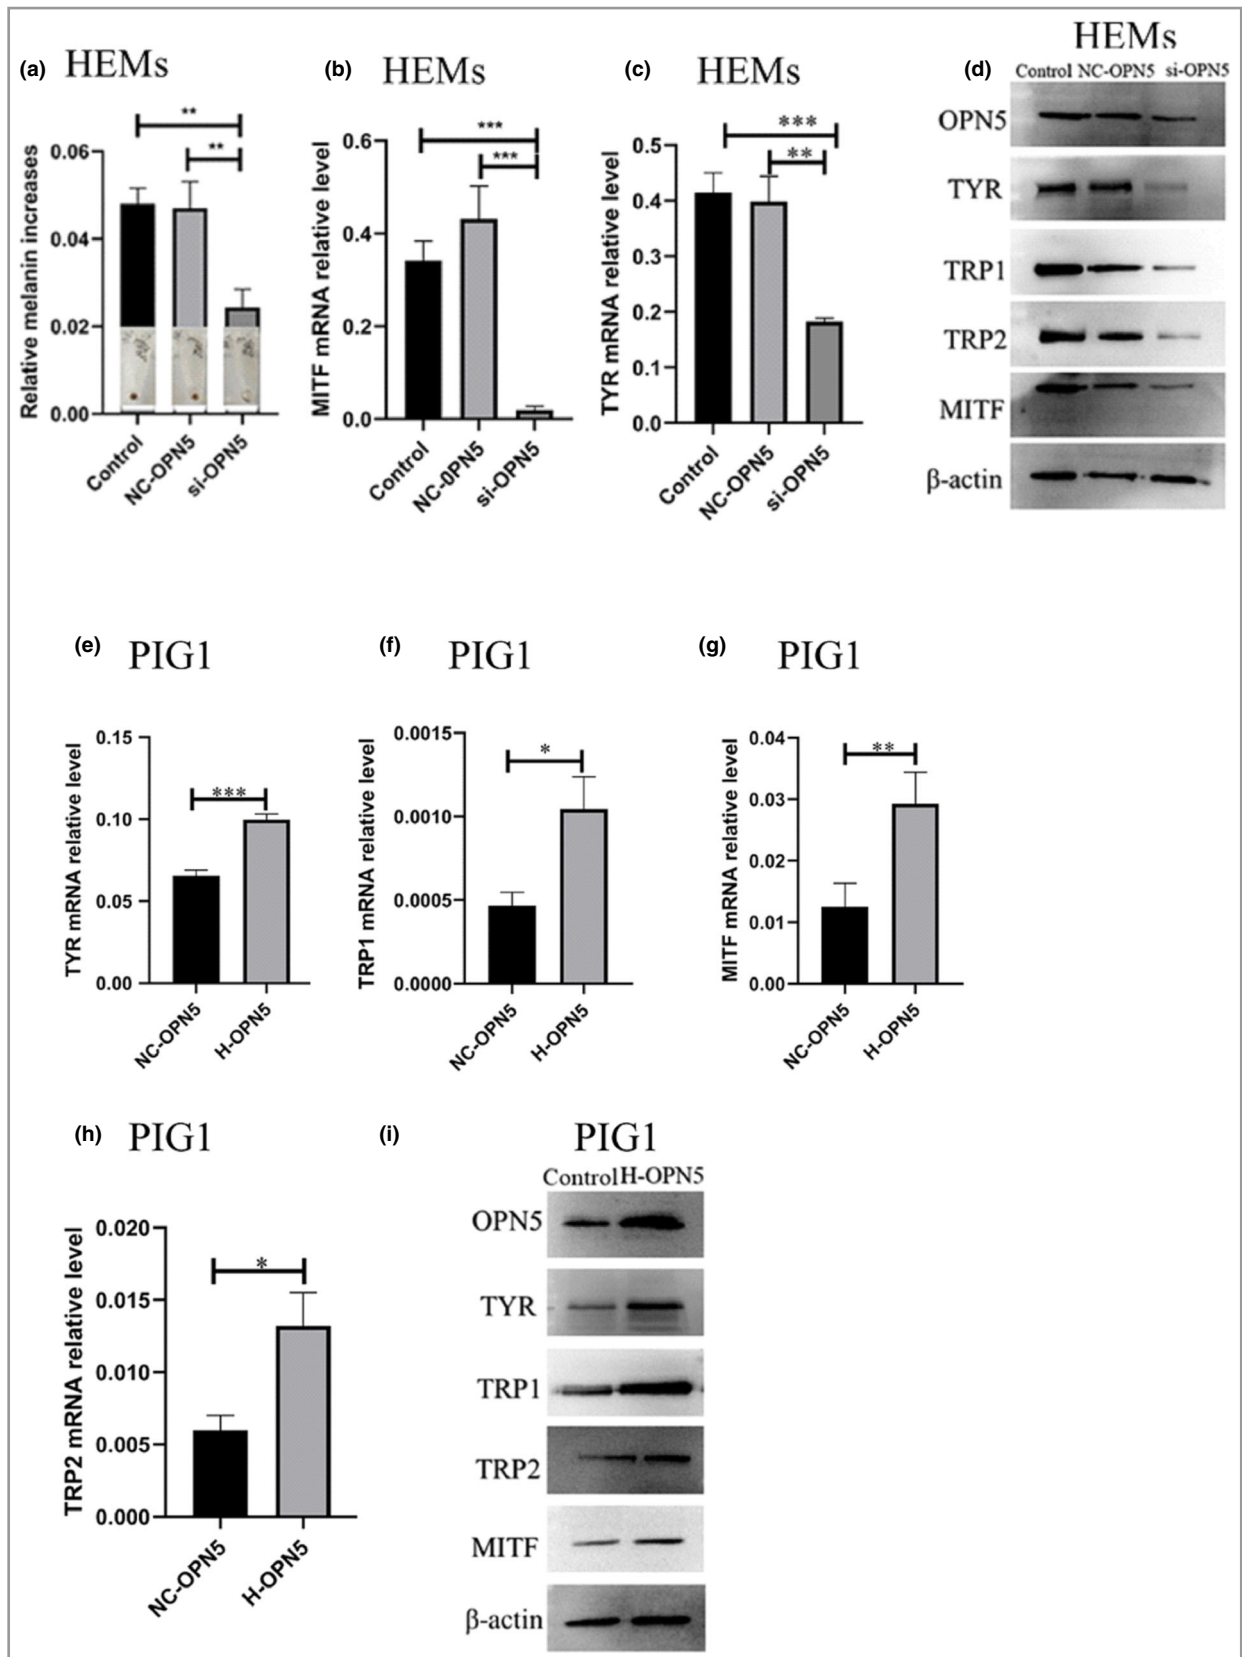 (a) HEMs
**
**
Relative melanin increases
0.06
0.04
0.02
0.00
Control
NC-OPN5
si-OPN5
(b) HEMs
***
***
MITF mRNA relative level
0.6
0.4
0.2
0.0
Control
NC-0PN5
si-OPN5
(c) HEMs
***
**
TYR mRNA relative level
0.5
0.4
0.3
0.2
0.1
0.0
Control
NC-OPN5
si-OPN5
(d) HEMs
Control NC-OPN5 si-OPN5
OPN5
TYR
TRP1
TRP2
MITF
β-actin
(e) PIG1
***
TYR mRNA relative level
0.15
0.10
0.05
0.00
NC-OPN5
H-OPN5
(f) PIG1
*
TRP1 mRNA relative level
0.0015
0.0010
0.0005
0.0000
NC-OPN5
H-OPN5
(g) PIG1
**
MITF mRNA relative level
0.04
0.03
0.02
0.01
0.00
NC-OPN5
H-OPN5
(h) PIG1
*
TRP2 mRNA relative level
0.020
0.015
0.010
0.005
0.000
NC-OPN5
H-OPN5
(i) PIG1
Control H-OPN5
OPN5
TYR
TRP1
TRP2
MITF
β-actin